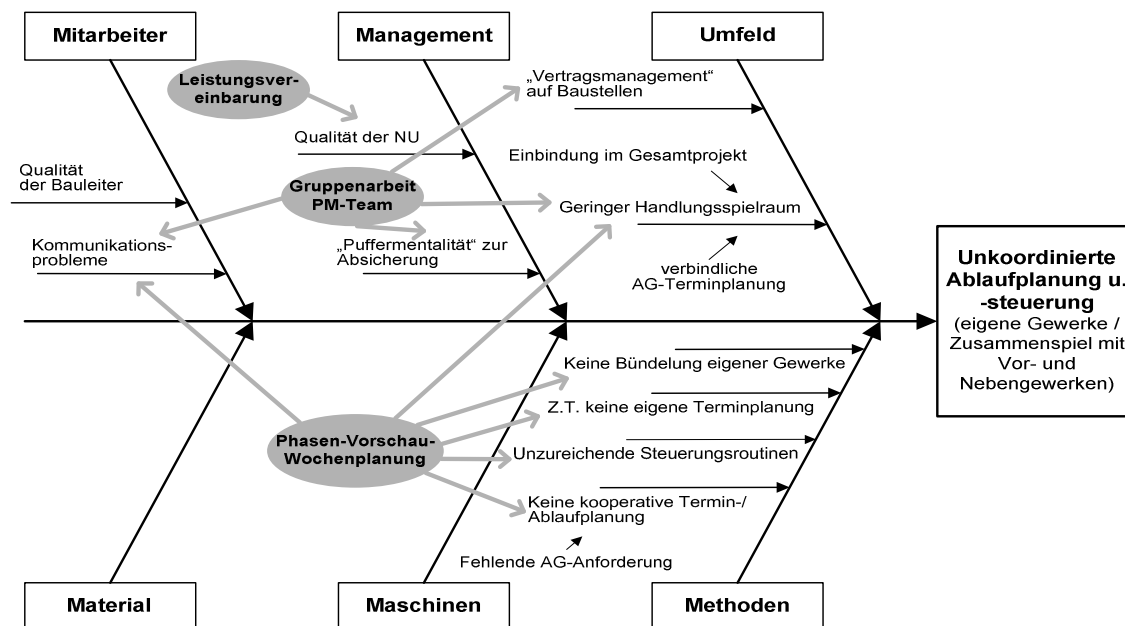 Mitarbeiter
Management
Umfeld
Leistungsver-
einbarung
„Vertragsmanagement“
auf Baustellen
Qualität der NU
Einbindung im Gesamtprojekt
Qualität
der Bauleiter
Gruppenarbeit
PM-Team
Geringer Handlungsspielraum
Kommunikations-
probleme
„Puffermentalität“ zur
Absicherung
verbindliche
AG-Terminplanung
Unkoordinierte
Ablaufplanung u.
-steuerung
(eigene Gewerke /
Zusammenspiel mit
Vor- und
Nebengewerken)
Keine Bündelung eigener Gewerke
Z.T. keine eigene Terminplanung
Phasen-Vorschau-
Wochenplanung
Unzureichende Steuerungsroutinen
Keine kooperative Termin-/
Ablaufplanung
Fehlende AG-Anforderung
Material
Maschinen
Methoden